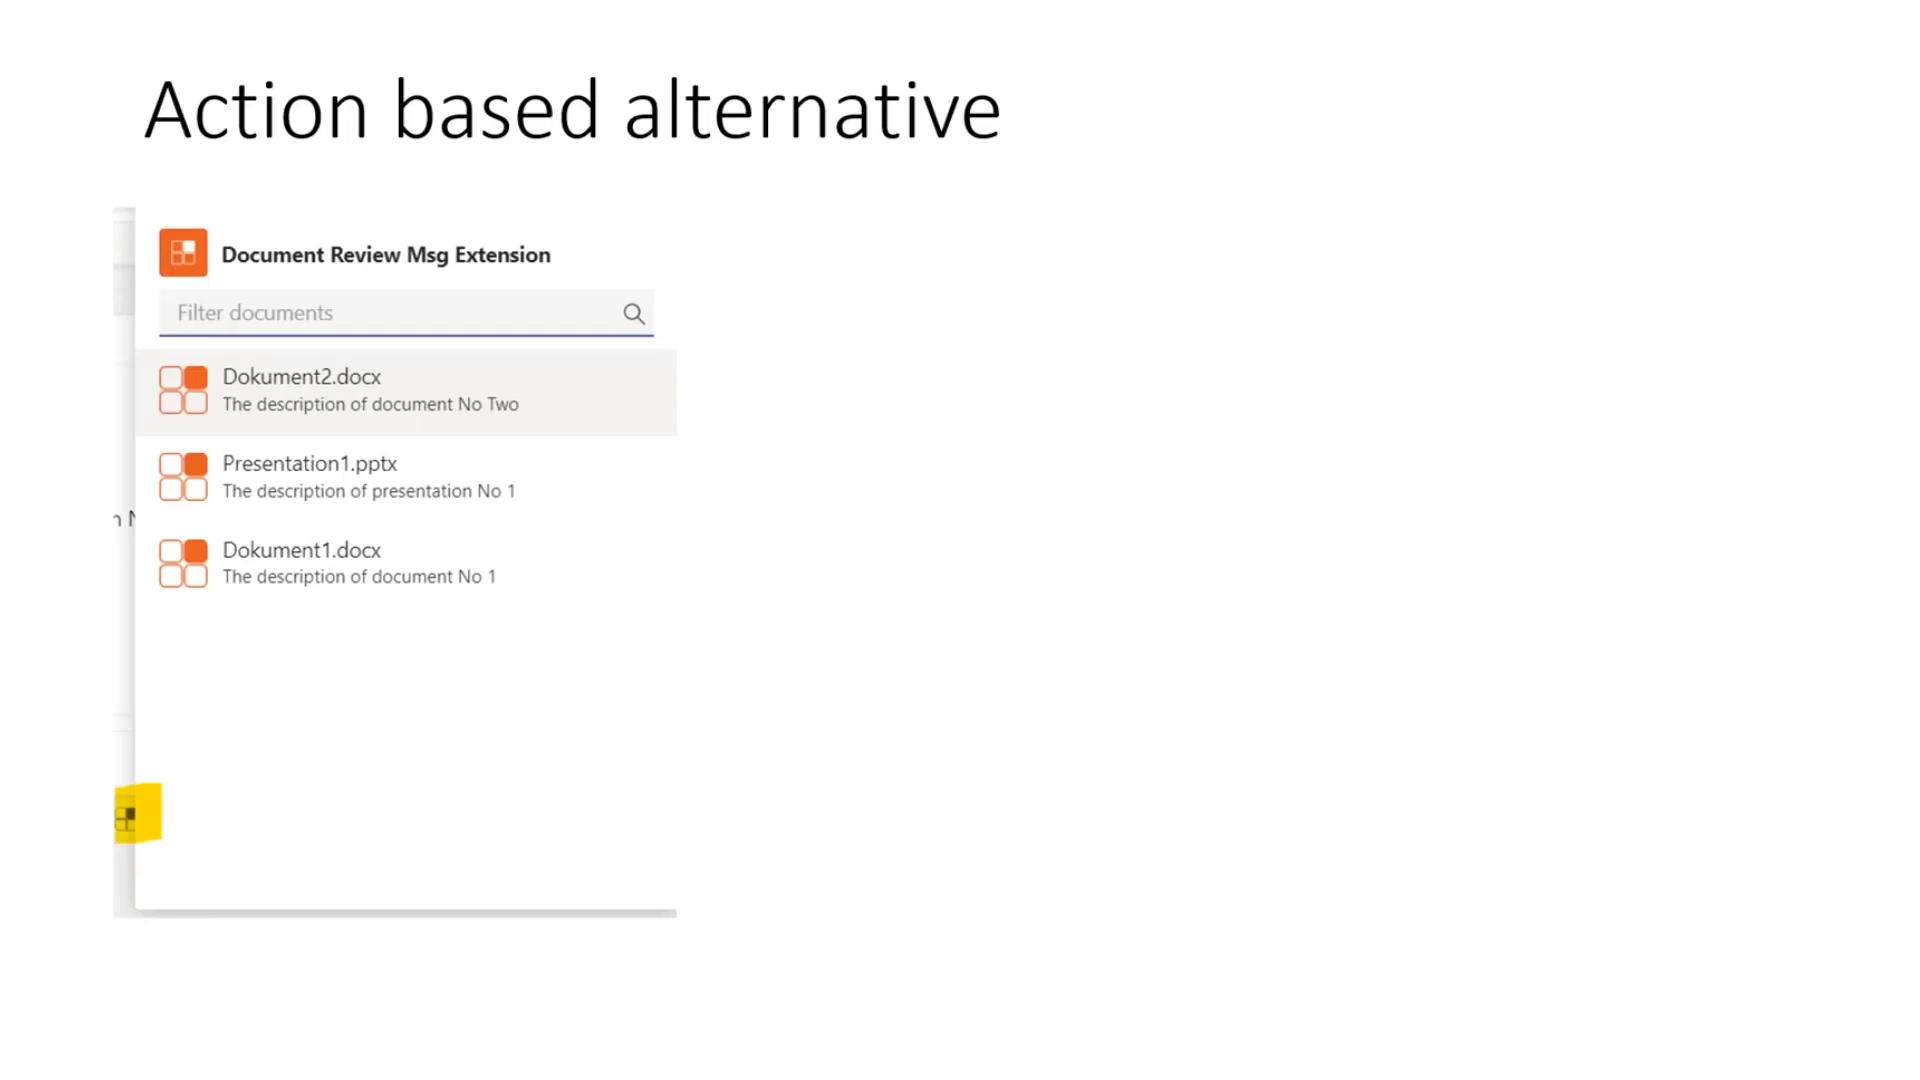 Action based alternative
Document Review Msg Extension
Filter documents
Dokument2.docx
The description of document No Two
Presentation1.pptx
The description of presentation No 1
Dokument1.docx
The description of document No 1